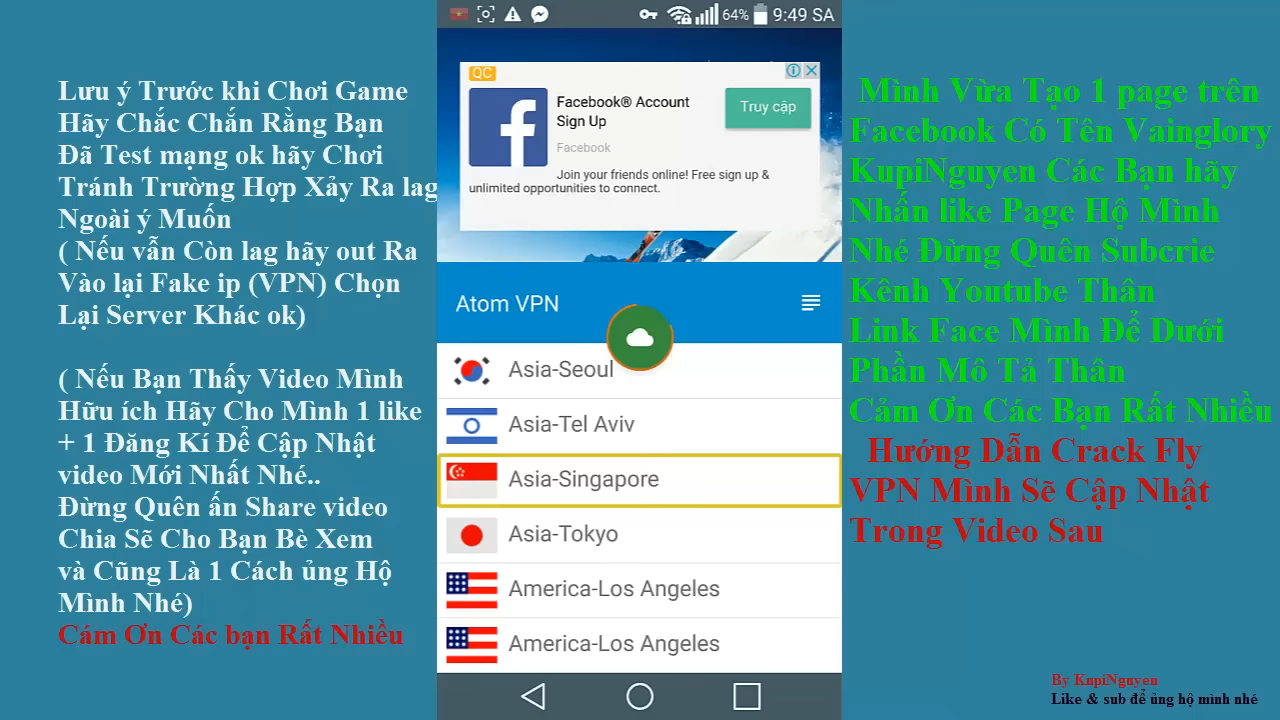 Lưu ý Trước khi Chơi Game
Hãy Chắc Chắn Rằng Bạn
Đã Test mạng ok hãy Chơi
Tránh Trường Hợp Xảy Ra lag
Ngoài ý Muốn
( Nếu vẫn Còn lag hãy out Ra
Vào lại Fake ip (VPN) Chọn
Lại Server Khác ok)
( Nếu Bạn Thấy Video Mình
Hữu ích Hãy Cho Mình 1 like
+ 1 Đăng Kí Để Cập Nhật
video Mới Nhất Nhé..
Đừng Quên ấn Share video
Chia Sẽ Cho Bạn Bè Xem
và Cũng Là 1 Cách ủng Hộ
Mình Nhé)
Cám Ơn Các bạn Rất Nhiều
64% 9:49 SA
QC
Facebook® Account
Sign Up
Truy cập
Facebook
Join your friends online! Free sign up &
unlimited opportunities to connect.
Atom VPN
Asia-Seoul
Asia-Tel Aviv
Asia-Singapore
Asia-Tokyo
America-Los Angeles
America-Los Angeles
Mình Vừa Tạo 1 page trên
Facebook Có Tên Vainglory
KupiNguyen Các Bạn hãy
Nhấn like Page Hộ Mình
Nhé Đừng Quên Subcrie
Kênh Youtube Thân
Link Face Mình Để Dưới
Phần Mô Tả Thân
Cảm Ơn Các Bạn Rất Nhiều
Hướng Dẫn Crack Fly
VPN Mình Sẽ Cập Nhật
Trong Video Sau
By KupiNguyen
Like & sub để ủng hộ mình nhé